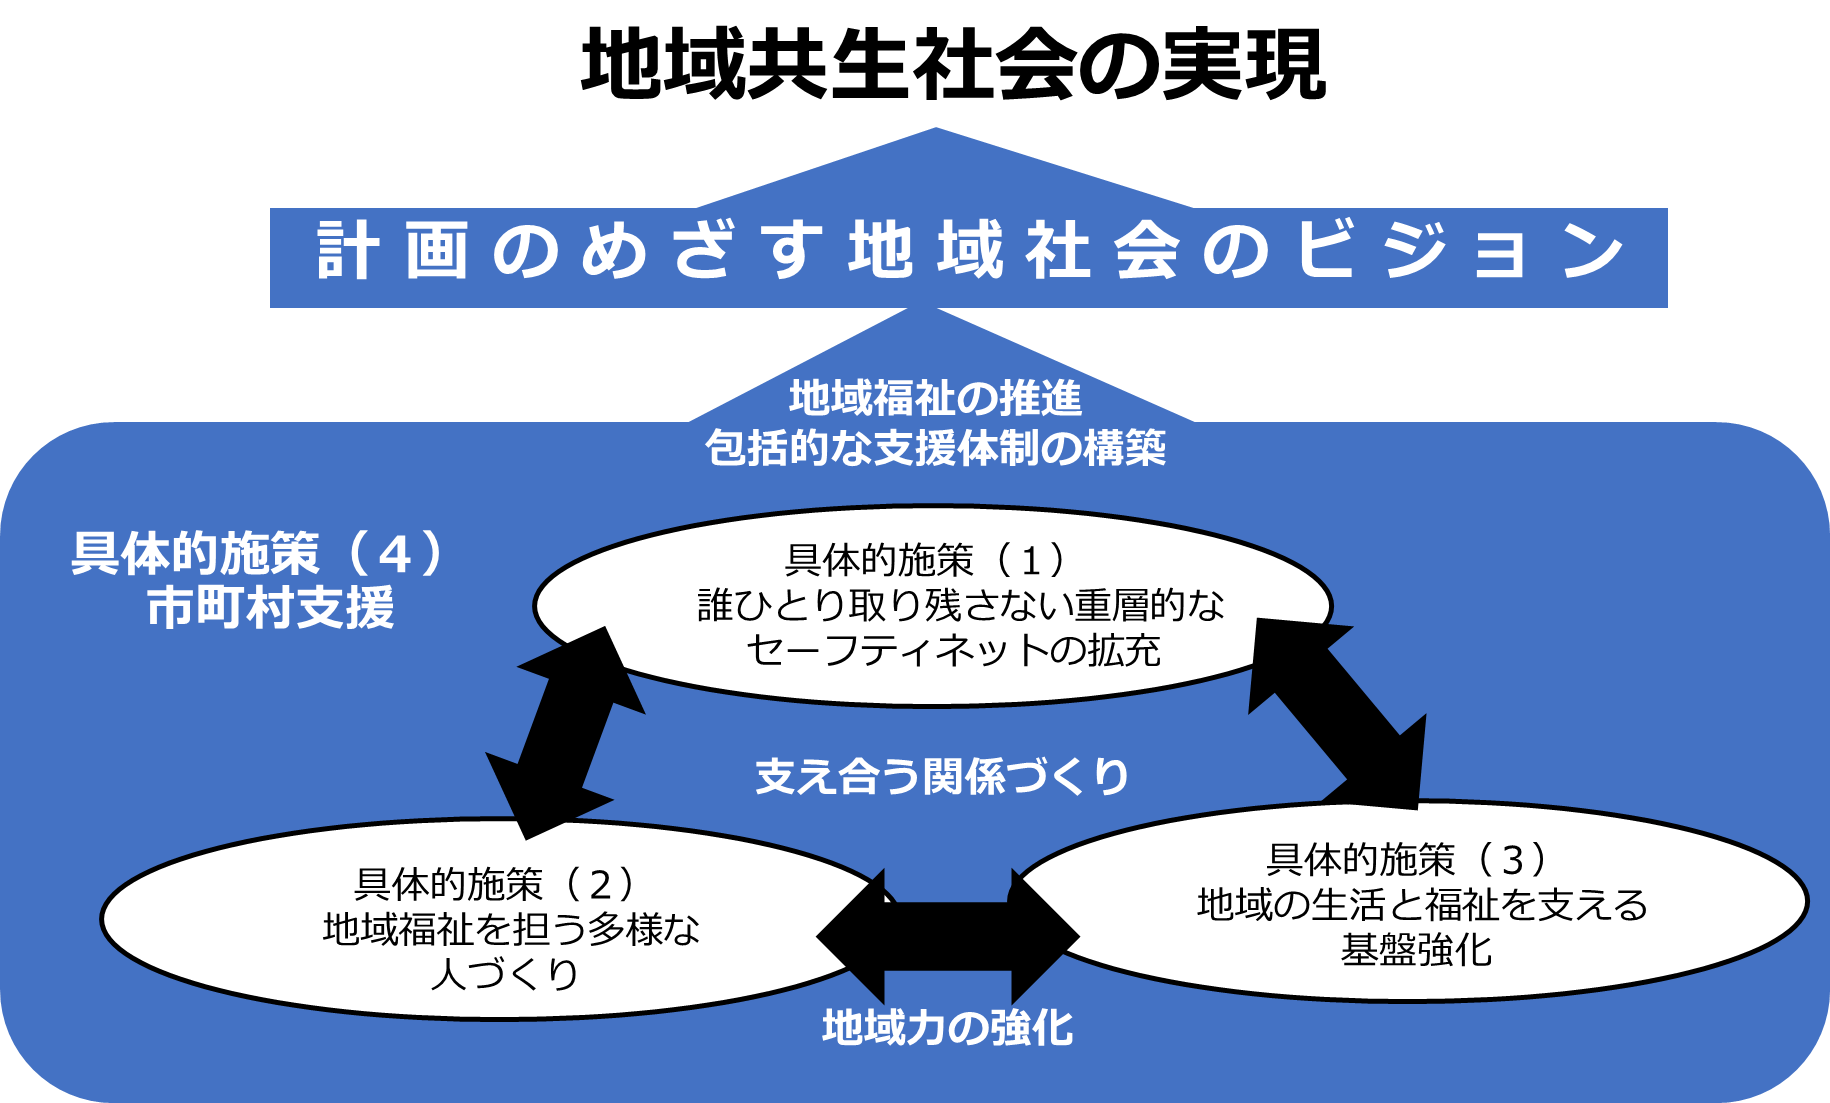 地域共生社会の実現
計画のめざす地域社会のビジョン
地域福祉の推進
包括的な支援体制の構築
具体的施策（４）
市町村支援
具体的施策（１）
誰ひとり取り残さない重層的な
セーフティネットの拡充
支え合う関係づくり
具体的施策（２）
地域福祉を担う多様な
人づくり
具体的施策（３）
地域の生活と福祉を支える
基盤強化
地域力の強化